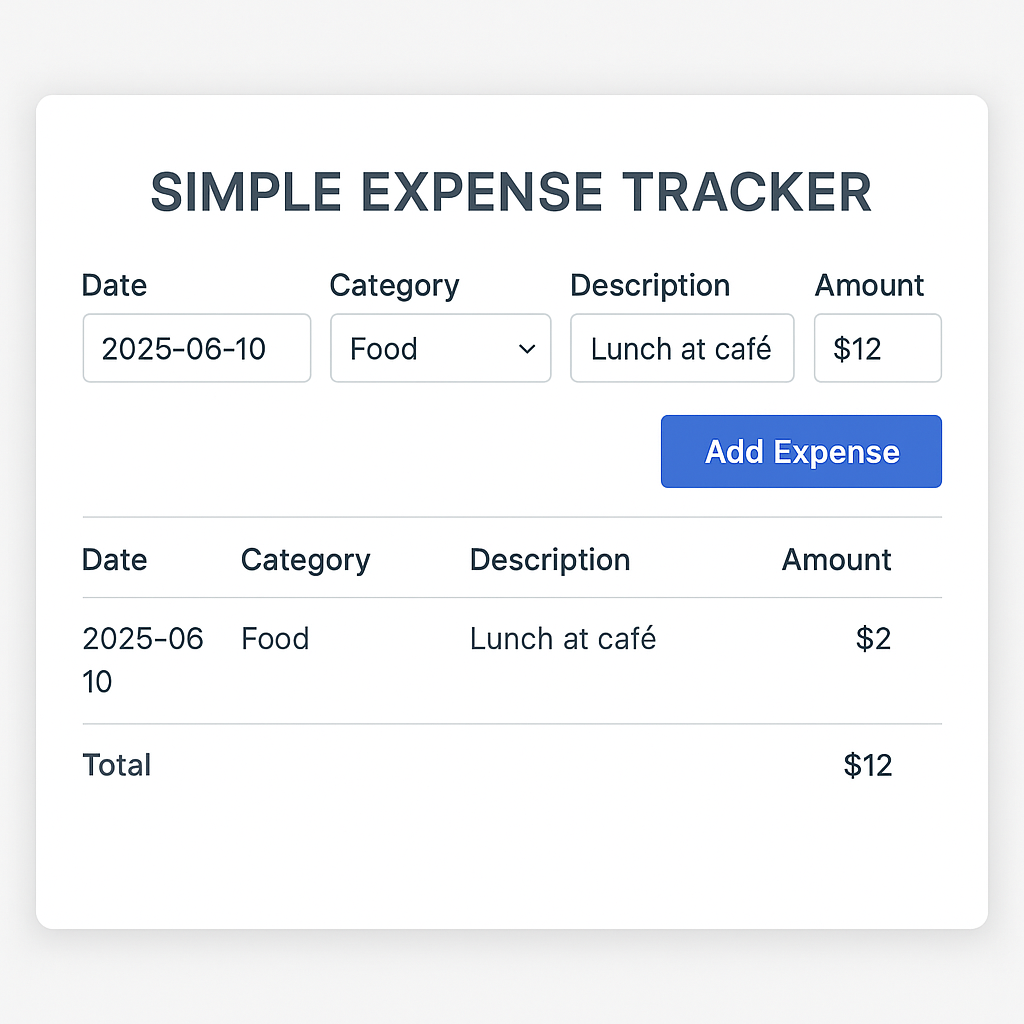 SIMPLE EXPENSE TRACKER
Date Category Description Amount
2025-06-10 Food Lunch at café $12
Add Expense
Date Category Description Amount
2025-06 Food Lunch at café $2
10
Total $12